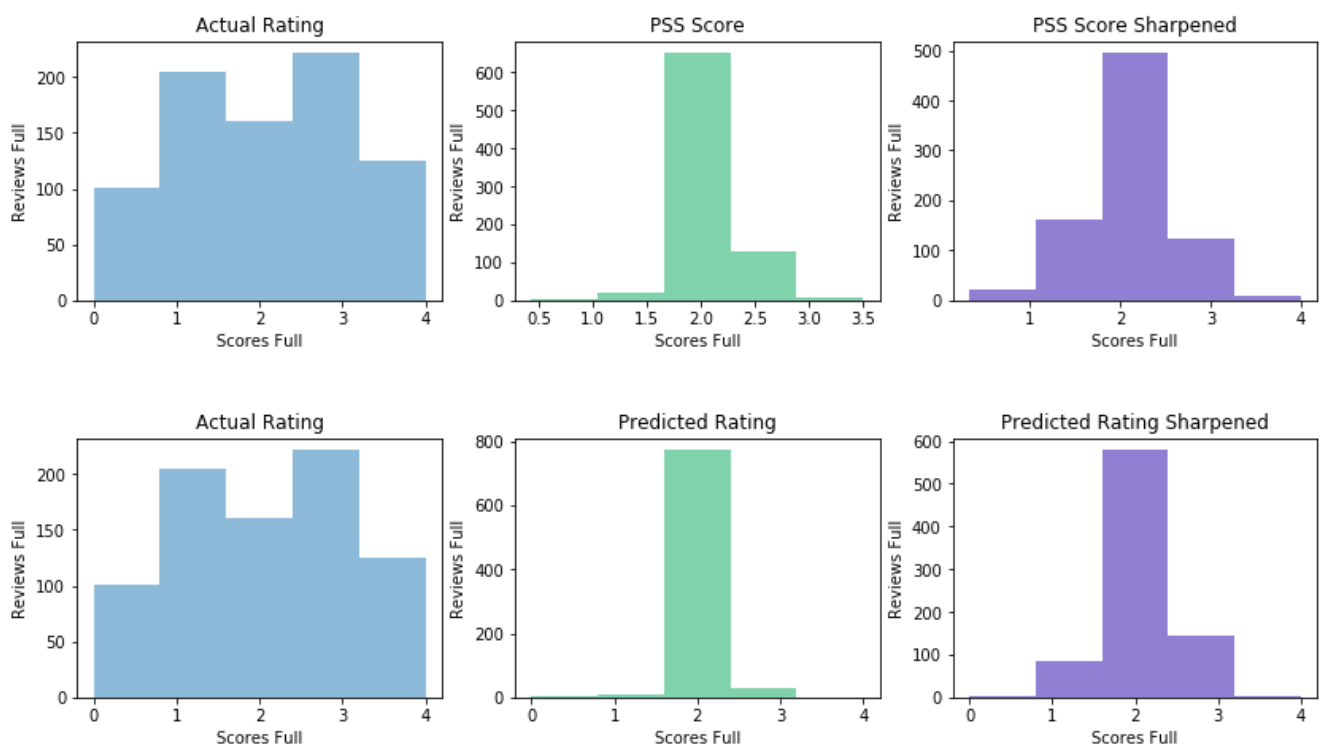 Actual Rating
200
150
100
50
0
0 1 2 3 4
Reviews Full
Scores Full
PSS Score
600
500
400
300
200
100
0
0.5 1.0 1.5 2.0 2.5 3.0 3.5
Reviews Full
Scores Full
PSS Score Sharpened
500
400
300
200
100
0
1 2 3 4
Reviews Full
Scores Full
Actual Rating
200
150
100
50
0
0 1 2 3 4
Reviews Full
Scores Full
Predicted Rating
800
600
400
200
0
0 1 2 3 4
Reviews Full
Scores Full
Predicted Rating Sharpened
600
500
400
300
200
100
0
0 1 2 3 4
Reviews Full
Scores Full